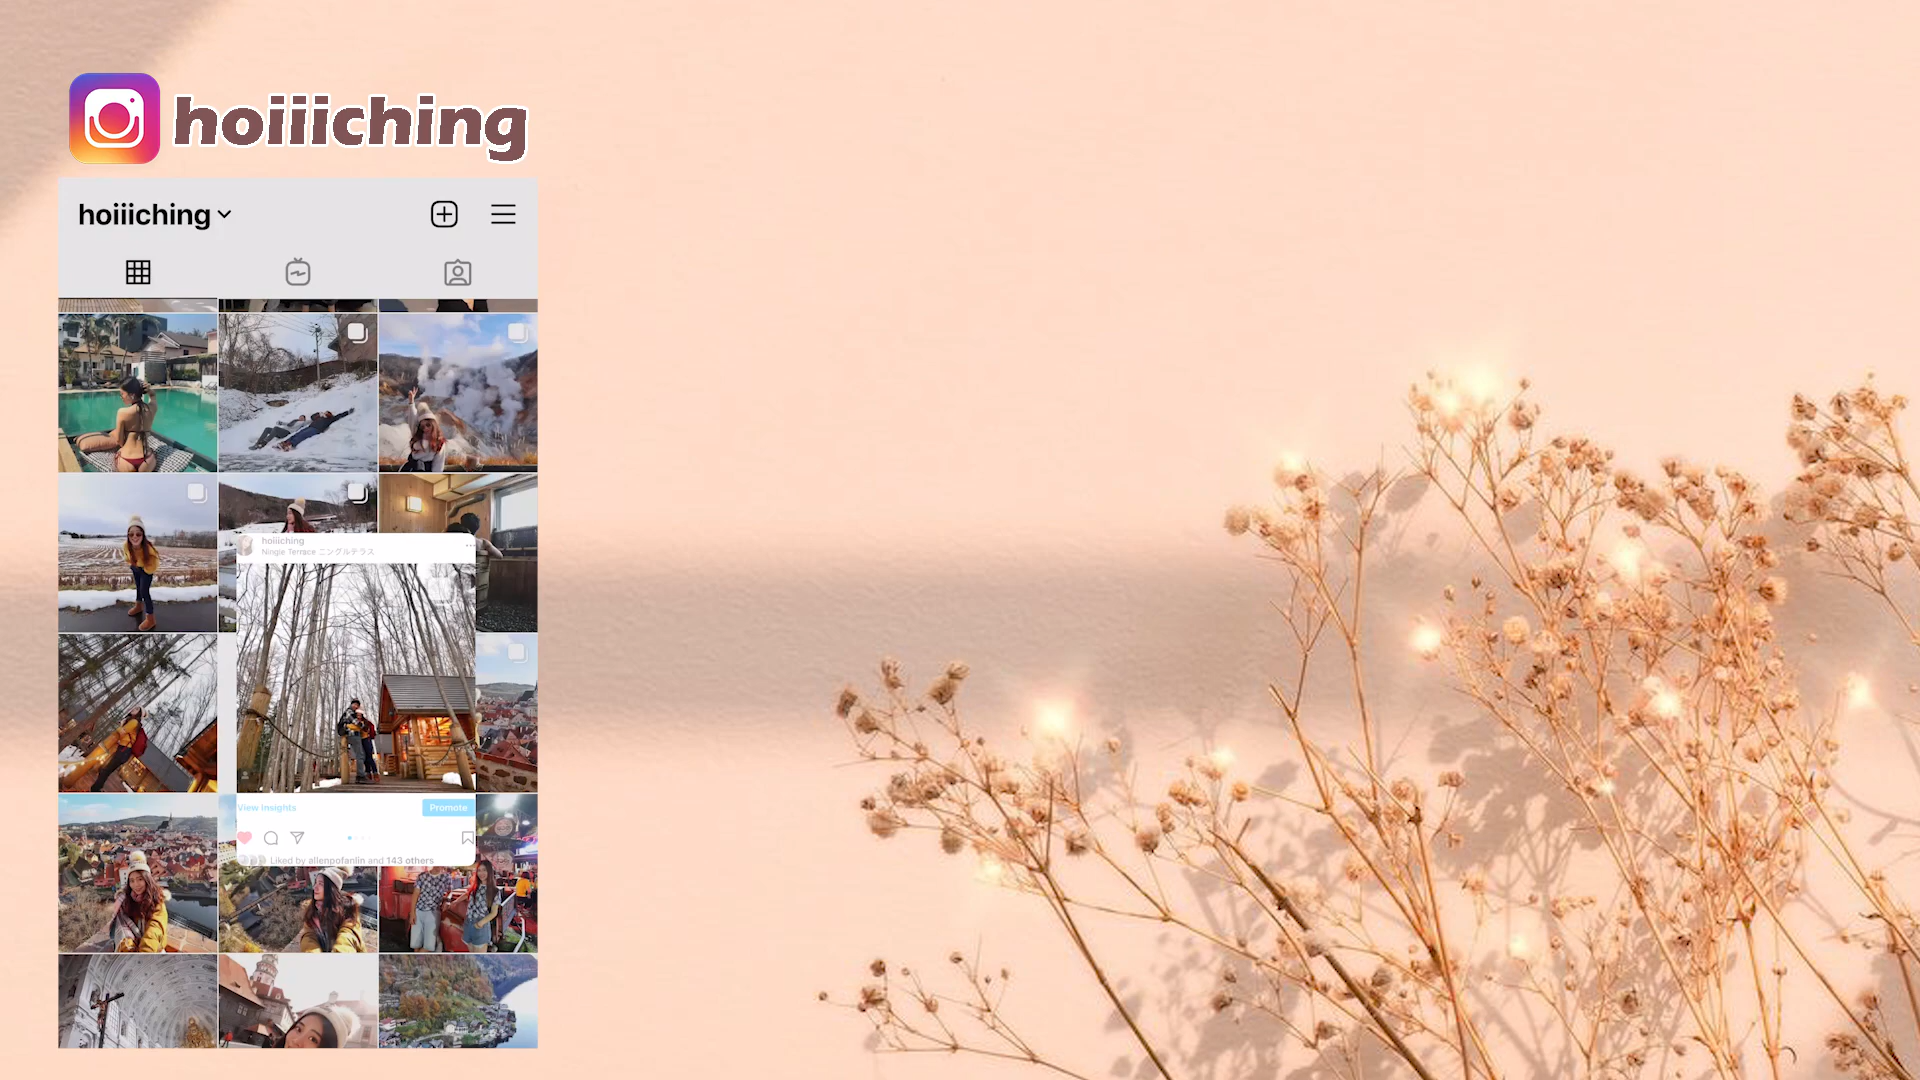 hoiiiching
hoiiiching
hoiiiching
Ningle Terrace ニングルテラス
View Insights
Promote
Liked by allenpofanlin and 143 others